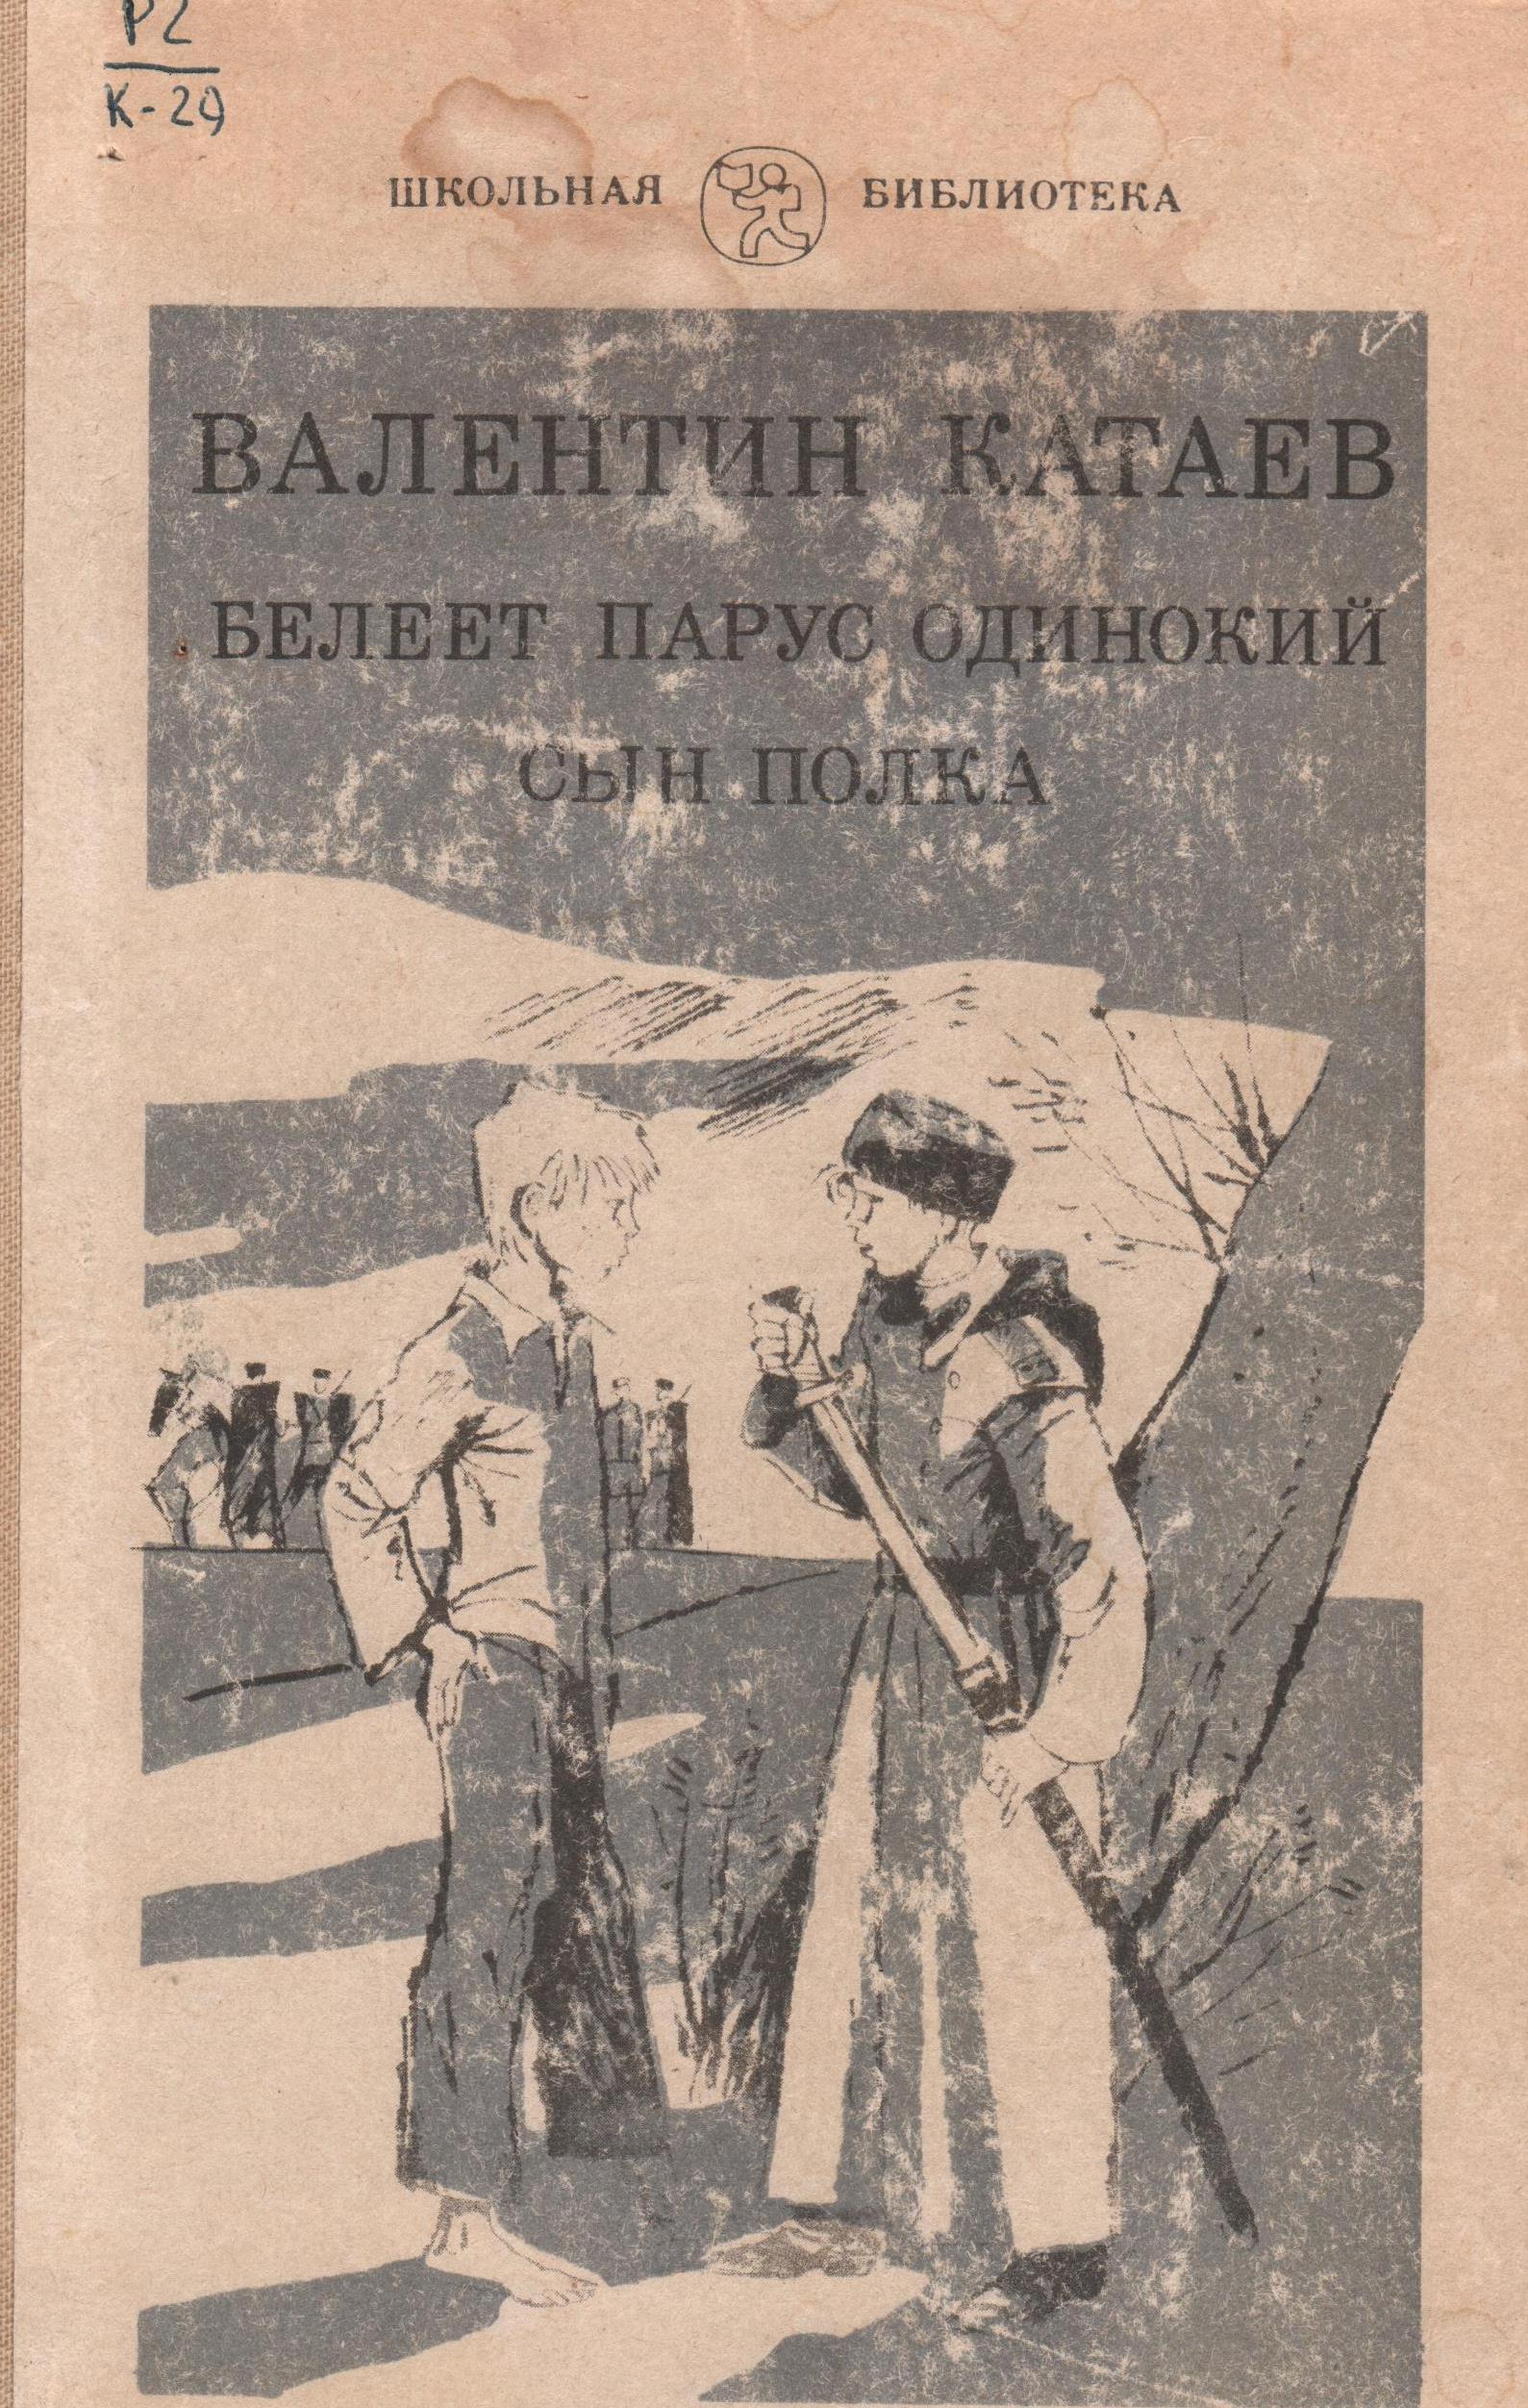 Р2
К-29
ШКОЛЬНАЯ БИБЛИОТЕКА
ВАЛЕНТИН КАТАЕВ
БЕЛЕЕТ ПАРУС ОДИНОКИЙ
СЫН ПОЛКА